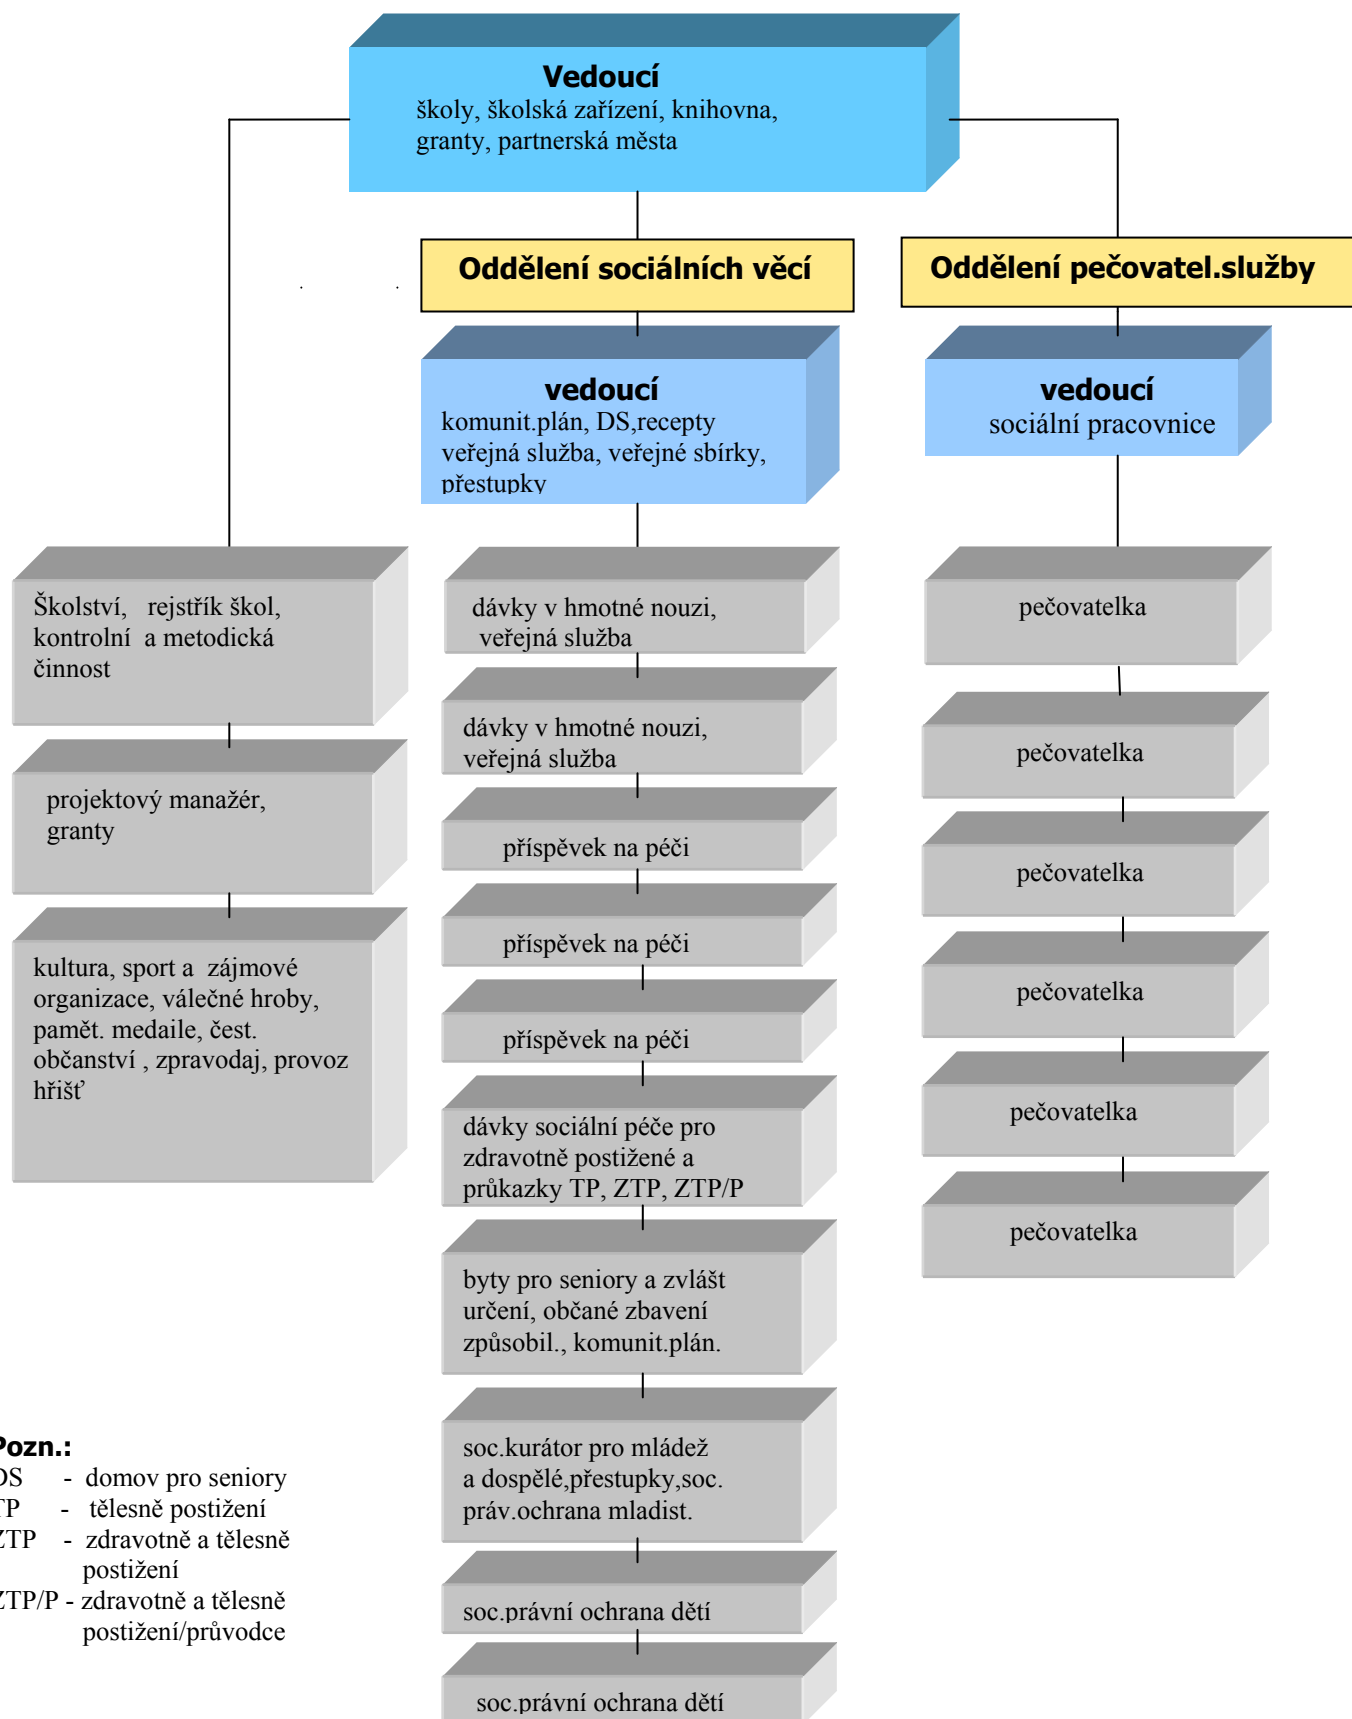 Vedoucí
školy, školská zařízení, knihovna,
granty, partnerská města
Oddělení sociálních věcí
Oddělení pečovatel.služby
vedoucí
komunit.plán, DS,recepty
veřejná služba, veřejné sbírky,
přestupky
vedoucí
sociální pracovnice
Školství, rejstřík škol,
kontrolní a metodická
činnost
projektový manažér,
granty
kultura, sport a zájmové
organizace, válečné hroby,
pamět. medaile, čest.
občanství , zpravodaj, provoz
hřišť
dávky v hmotné nouzi,
veřejná služba
dávky v hmotné nouzi,
veřejná služba
příspěvek na péči
příspěvek na péči
příspěvek na péči
dávky sociální péče pro
zdravotně postižené a
průkazky TP, ZTP, ZTP/P
byty pro seniory a zvlášt
určení, občané zbavení
způsobil., komunit.plán.
soc.kurátor pro mládež
a dospělé,přestupky,soc.
práv.ochrana mladist.
soc.právní ochrana dětí
soc.právní ochrana dětí
pečovatelka
pečovatelka
pečovatelka
pečovatelka
pečovatelka
pečovatelka
Pozn.:
DS - domov pro seniory
TP - tělesně postižení
ZTP - zdravotně a tělesně
postižení
ZTP/P - zdravotně a tělesně
postižení/průvodce